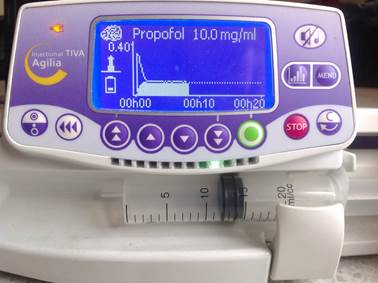 Propofol 10.0 mg/ml
0.40
Injectomat TIVA
Agilia
00h00 00h10 00h20
MENU
STOP
C
5 10 15 20
ml/cc